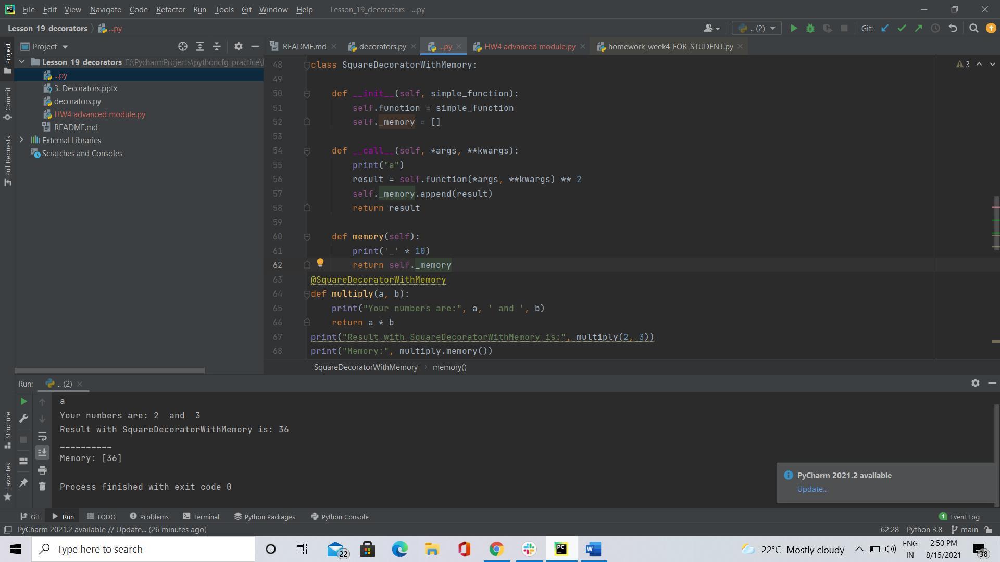 File Edit View Navigate Code Refactor Run Tools Git Window Help Lesson_19_decorators - ...py
Lesson_19_decorators ...py .. (2) Git:
Project README.md decorators.py ...py HW4 advanced module.py homework_week4_FOR_STUDENT.py
Project
Commit
Pull Requests
Structure
Favorites
Lesson_19_decorators E:\PycharmProjects\pythoncfg_practice\
...py
3. Decorators.pptx
decorators.py
HW4 advanced module.py
README.md
External Libraries
Scratches and Consoles
3
48 class SquareDecoratorWithMemory:
49
50 def __init__(self, simple_function):
51 self.function = simple_function
52 self._memory = []
53
54 def __call__(self, *args, **kwargs):
55 print("a")
56 result = self.function(*args, **kwargs) ** 2
57 self._memory.append(result)
58 return result
59
60 def memory(self):
61 print('_' * 10)
62 return self._memory
63 @SquareDecoratorWithMemory
64 def multiply(a, b):
65 print("Your numbers are:", a, ' and ', b)
66 return a * b
67 print("Result with SquareDecoratorWithMemory is:", multiply(2, 3))
68 print("Memory:", multiply.memory())
SquareDecoratorWithMemory › memory()
Run: .. (2)
a
Your numbers are: 2  and  3
Result with SquareDecoratorWithMemory is: 36
__________
Memory: [36]
Process finished with exit code 0
PyCharm 2021.2 available
Update...
Git Run TODO Problems Terminal Python Packages Python Console 1 Event Log
PyCharm 2021.2 available // Update... (26 minutes ago) 62:28 Python 3.8 main
Type here to search 22 22°C Mostly cloudy ENG IN 2:50 PM 8/15/2021 38